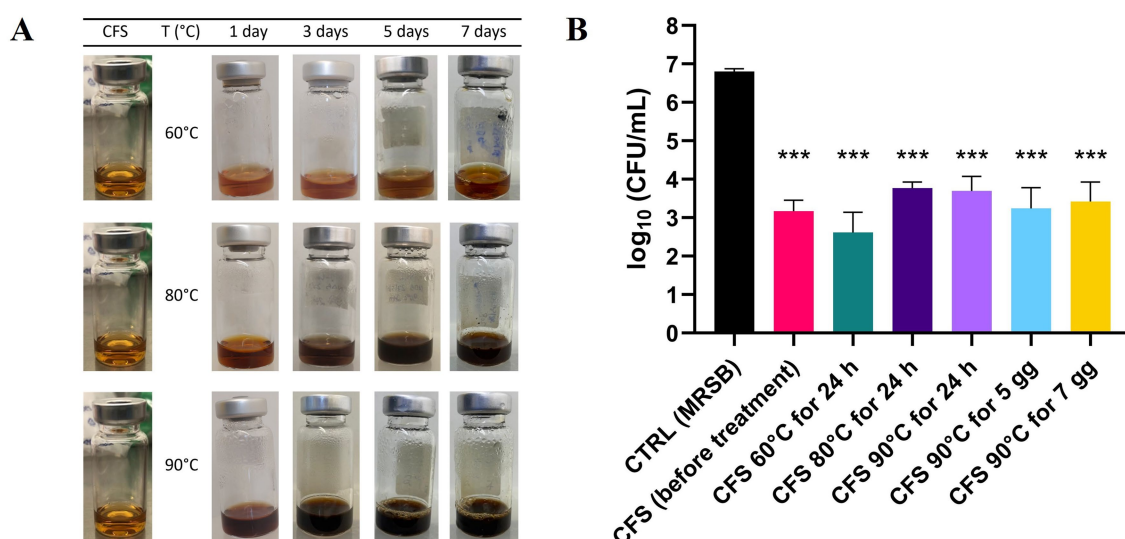 A
CFS T (°C) 1 day 3 days 5 days 7 days
60°C
80°C
90°C
B
log10 (CFU/mL)
8
7
6
5
4
3
2
1
0
*** *** *** *** *** ***
CTRL (MRSB)
CFS (before treatment)
CFS 60°C for 24 h
CFS 80°C for 24 h
CFS 90°C for 24 h
CFS 90°C for 5 gg
CFS 90°C for 7 gg